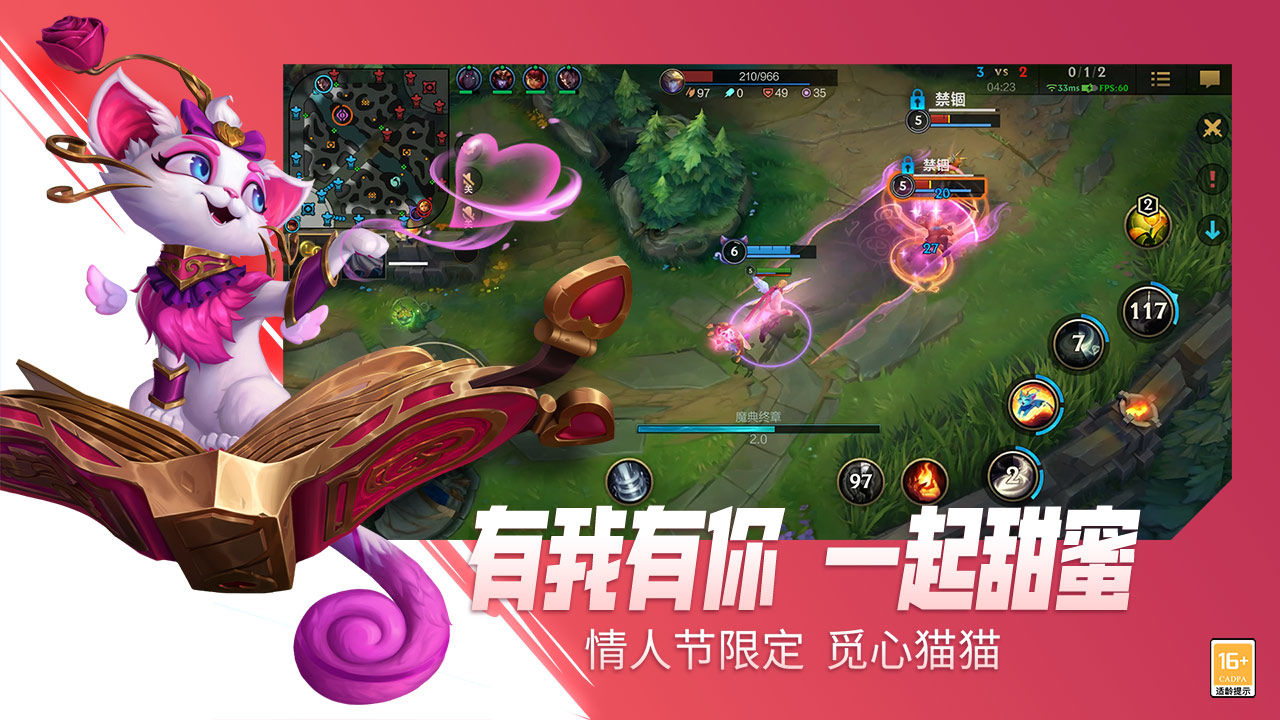 210/966
97 0 49 35
3 VS 2
04:23
0/1/2
33ms FPS:60
禁锢
5
禁锢
5
20
27
关
关
6
5
2
117
7
魔典终章
2.0
97
2
有我有你 一起甜蜜
情人节限定 觅心猫猫
16+
CADPA
适龄提示